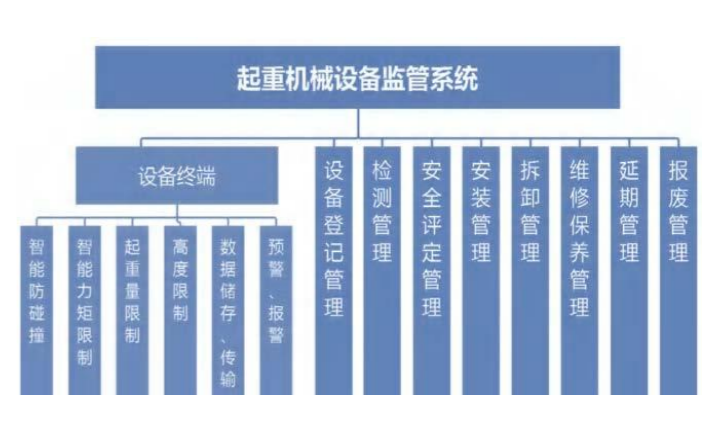 起重机械设备监管系统
设备终端
智能防碰撞
智能力矩限制
起重量限制
高度限制
数据储存、传输
预警、报警
设备登记管理
检测管理
安全评定管理
安装管理
拆卸管理
维修保养管理
延期管理
报废管理